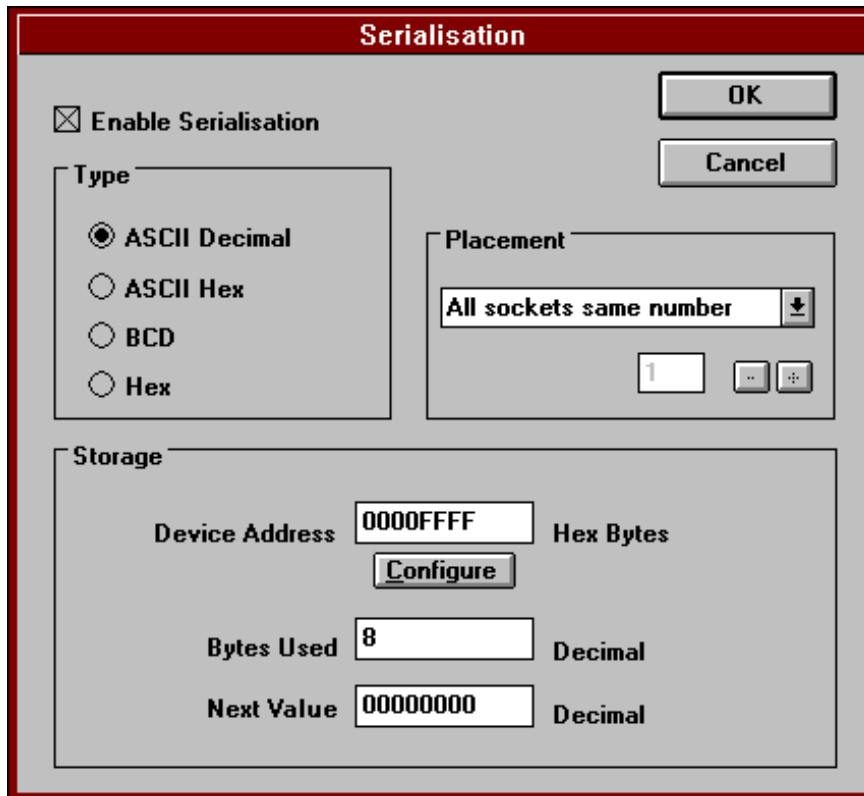 Serialisation
Enable Serialisation
OK
Cancel
Type
ASCII Decimal
ASCII Hex
BCD
Hex
Placement
All sockets same number
1
Storage
Device Address 0000FFFF Hex Bytes
Configure
Bytes Used 8 Decimal
Next Value 00000000 Decimal